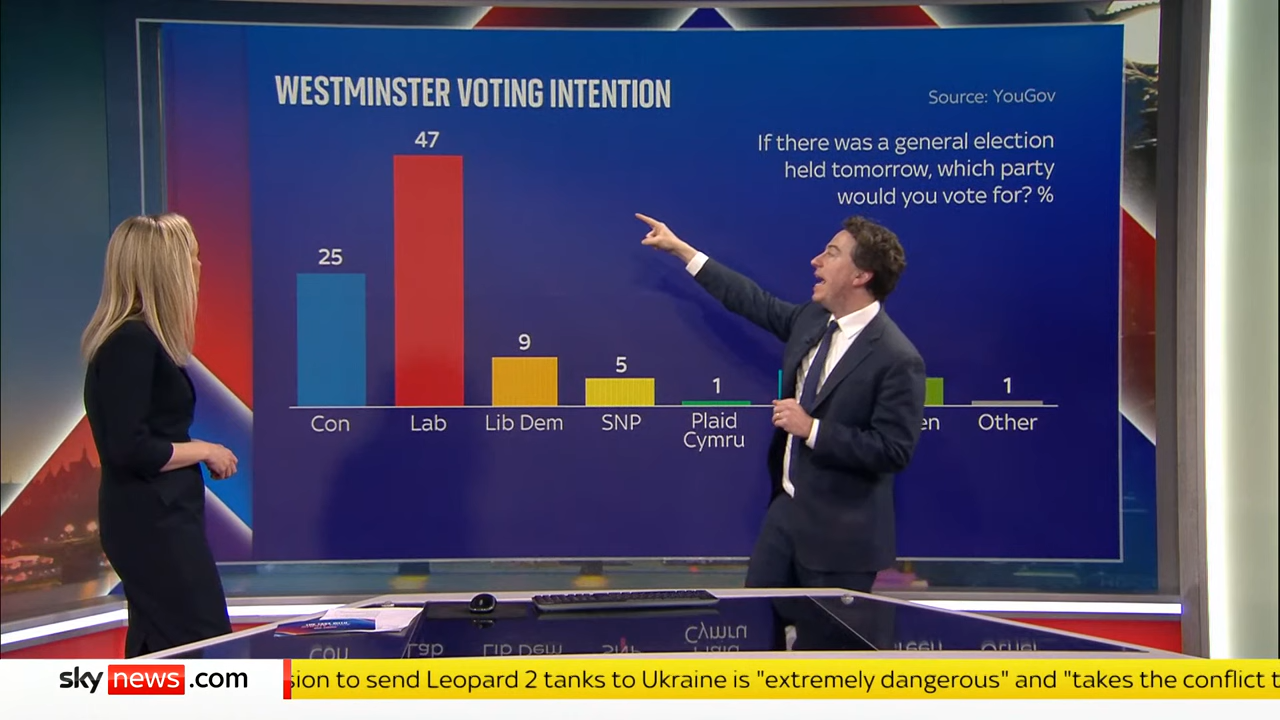 WESTMINSTER VOTING INTENTION
Source: YouGov
If there was a general election
held tomorrow, which party
would you vote for? %
47
25
9
5
1
1
Con
Lab
Lib Dem
SNP
Plaid
Cymru
en
Other
sky news.com
sion to send Leopard 2 tanks to Ukraine is "extremely dangerous" and "takes the conflict t